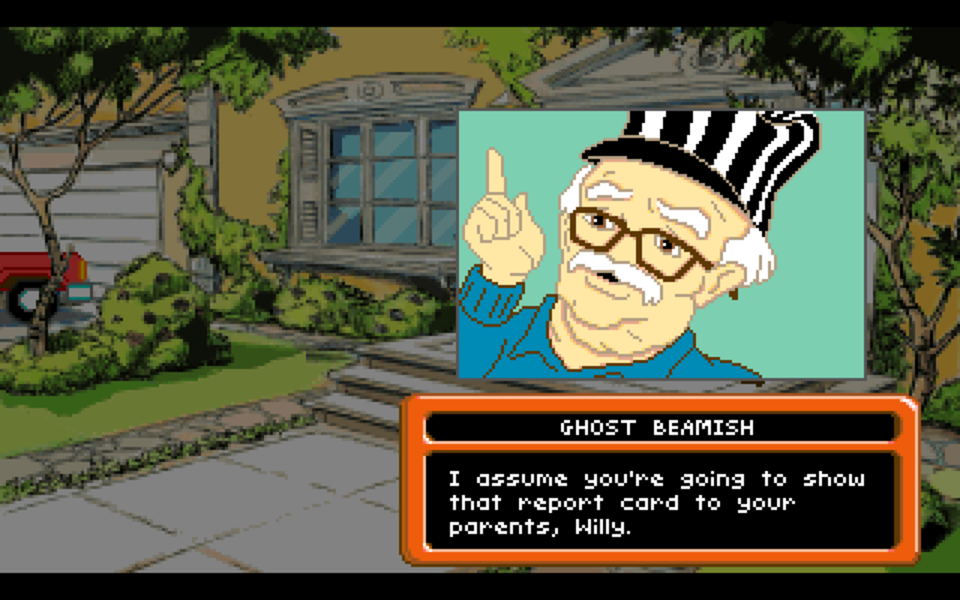 GHOST BEAMISH
I assume you're going to show
that report card to your
parents, Willy.